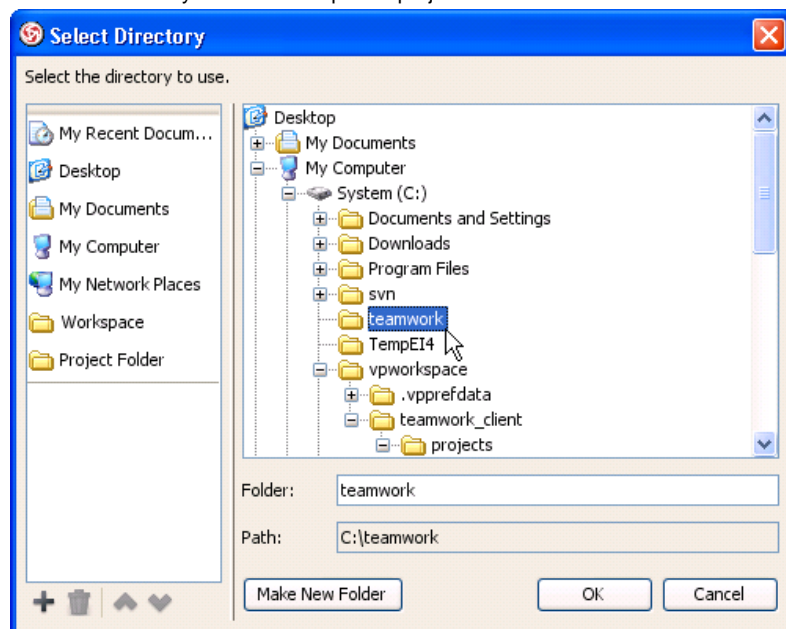 Select Directory
Select the directory to use.
My Recent Docum...
Desktop
My Documents
My Computer
My Network Places
Workspace
Project Folder
Desktop
My Documents
My Computer
System (C:)
Documents and Settings
Downloads
Program Files
svn
teamwork
TempEI4
vpworkspace
.vpprefdata
teamwork_client
projects
Folder: teamwork
Path: C:\teamwork
Make New Folder OK Cancel